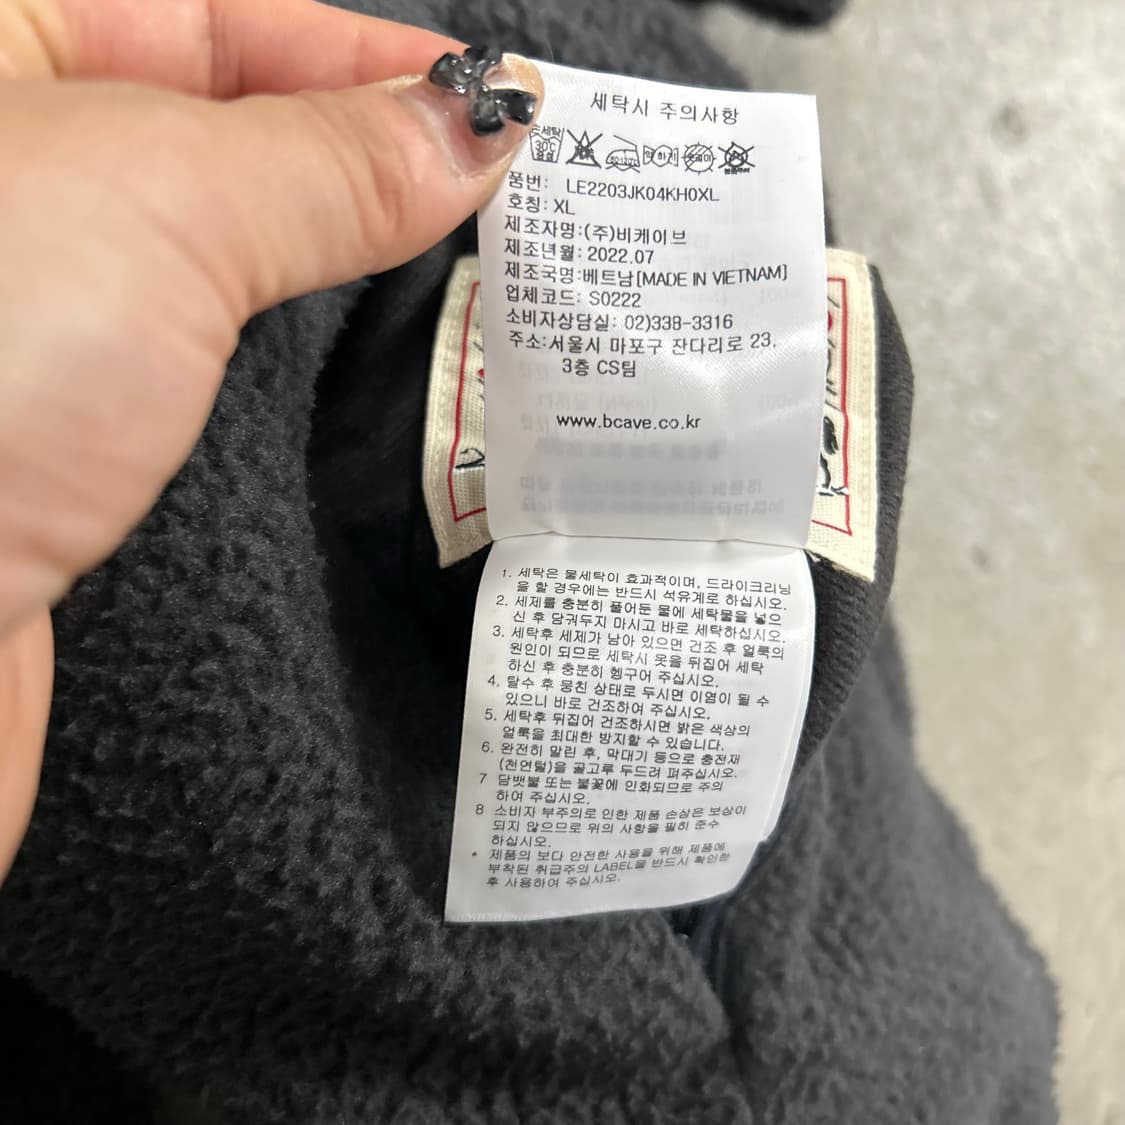 세탁시 주의사항
30℃
품번: LE2203JK04KH0XL
호칭: XL
제조자명:(주)비케이브
제조년월: 2022.07
제조국명:베트남[MADE IN VIETNAM]
업체코드: S0222
소비자상담실: 02)338-3316
주소:서울시 마포구 잔다리로 23,
3층 CS팀
www.bcave.co.kr
1. 세탁은 물세탁이 효과적이며, 드라이크리닝
을 할 경우에는 반드시 석유계로 하십시오.
2. 세제를 충분히 풀어둔 물에 세탁물을 넣으
신 후 담궈두지 마시고 바로 세탁하십시오.
3. 세탁후 세제가 남아 있으면 건조 후 얼룩의
원인이 되므로 세탁시 옷을 뒤집어 세탁
하신 후 충분히 헹구어 주십시오.
4. 탈수 후 뭉친 상태로 두시면 이염이 될 수
있으니 바로 건조하여 주십시오.
5. 세탁후 뒤집어 건조하시면 밝은 색상의
얼룩을 최대한 방지할 수 있습니다.
6. 완전히 말린 후, 막대기 등으로 충전재
(천연털)을 골고루 두드려 펴주십시오.
7 담뱃불 또는 불꽃에 인화되므로 주의
하여 주십시오.
8 소비자 부주의로 인한 제품 손상은 보상이
되지 않으므로 위의 사항을 필히 준수
하십시오.
* 제품의 보다 안전한 사용을 위해 제품에
부착된 취급주의 LABEL을 반드시 확인한
후 사용하여 주십시오.